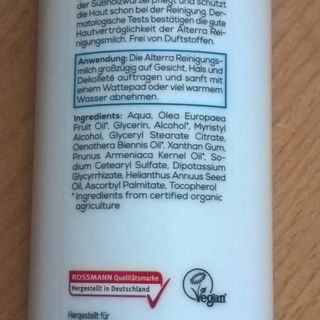 der Süßholzwurzel pflegt und schützt
die Haut schon bei der Reinigung. Der-
matologische Tests bestätigen die gute
Hautverträglichkeit der Alterra Rei-
nigungsmilch. Frei von Duftstoffen.
Anwendung: Die Alterra Reinigungs-
milch großzügig auf Gesicht, Hals und
Dekolleté auftragen und sanft mit
einem Wattepad oder viel warmem
Wasser abnehmen.
Ingredients: Aqua, Olea Europaea
Fruit Oil*, Glycerin, Alcohol*, Myristyl
Alcohol, Glyceryl Stearate Citrate,
Oenothera Biennis Oil*, Xanthan Gum,
Prunus Armeniaca Kernel Oil*, So-
dium Cetearyl Sulfate, Dipotassium
Glycyrrhizate, Helianthus Annuus Seed
Oil, Ascorbyl Palmitate, Tocopherol
* ingredients from certified organic
agriculture
ROSSMANN Qualitätsmarke
Hergestellt in Deutschland
Vegan
Hergestellt für